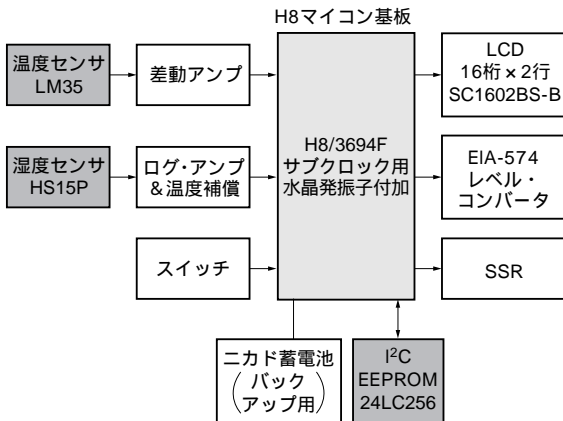 H8マイコン基板
温度センサ
LM35
差動アンプ
LCD
16桁×2行
SC1602BS-B
湿度センサ
HS15P
ログ・アンプ
&温度補償
H8/3694F
サブクロック用
水晶発振子付加
EIA-574
レベル・
コンバータ
スイッチ
SSR
ニカド蓄電池
(バック
アップ用)
I²C
EEPROM
24LC256